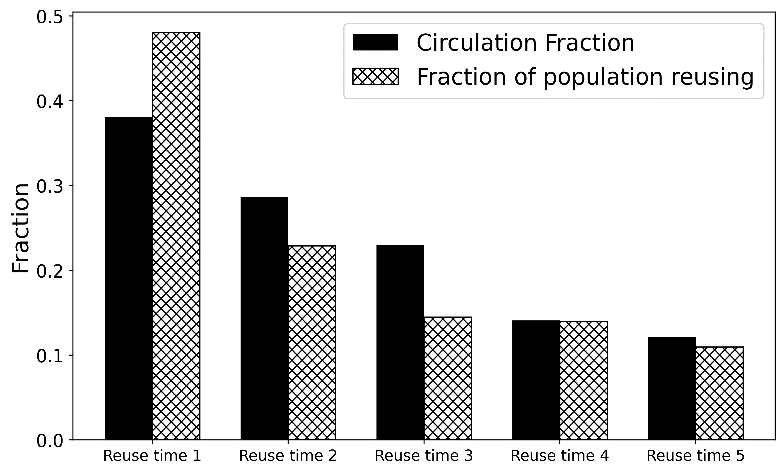 0.5
0.4
0.3
0.2
0.1
0.0
Fraction
Circulation Fraction
Fraction of population reusing
Reuse time 1
Reuse time 2
Reuse time 3
Reuse time 4
Reuse time 5